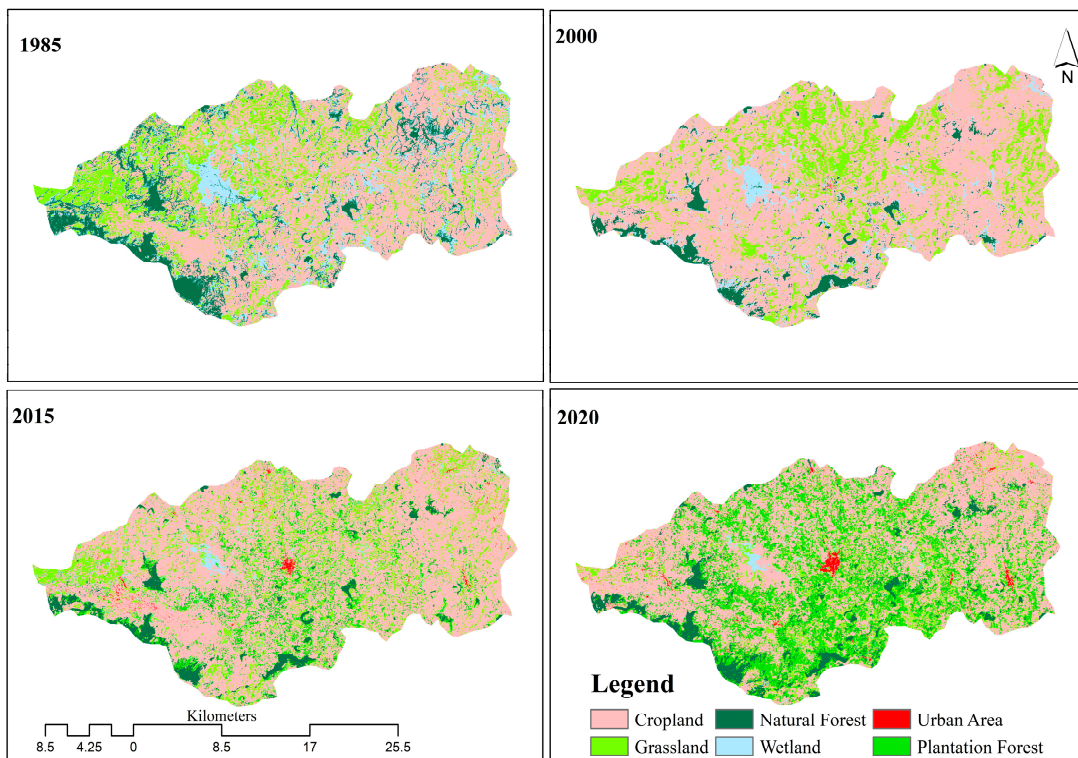 1985
2000
N
2015
2020
Kilometers
8.5 4.25 0 8.5 17 25.5
Legend
Cropland Natural Forest Urban Area
Grassland Wetland Plantation Forest